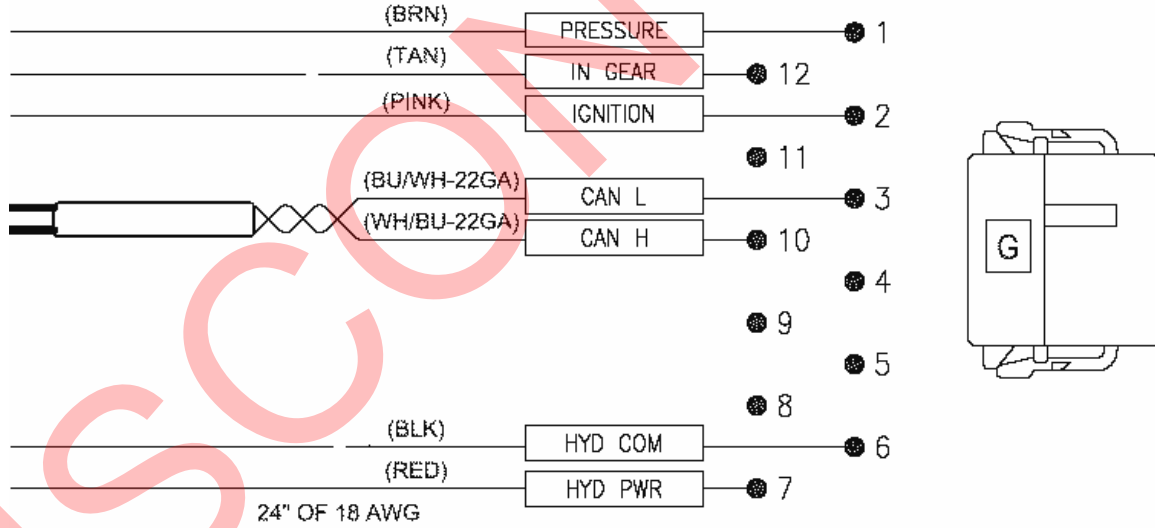 (BRN) PRESSURE 1
(TAN) IN GEAR 12
(PINK) IGNITION 2
11
(BU/WH-22GA) CAN L 3
(WH/BU-22GA) CAN H 10
4
G
9
5
8
(BLK) HYD COM 6
(RED) HYD PWR 7
24" OF 18 AWG
ISCON